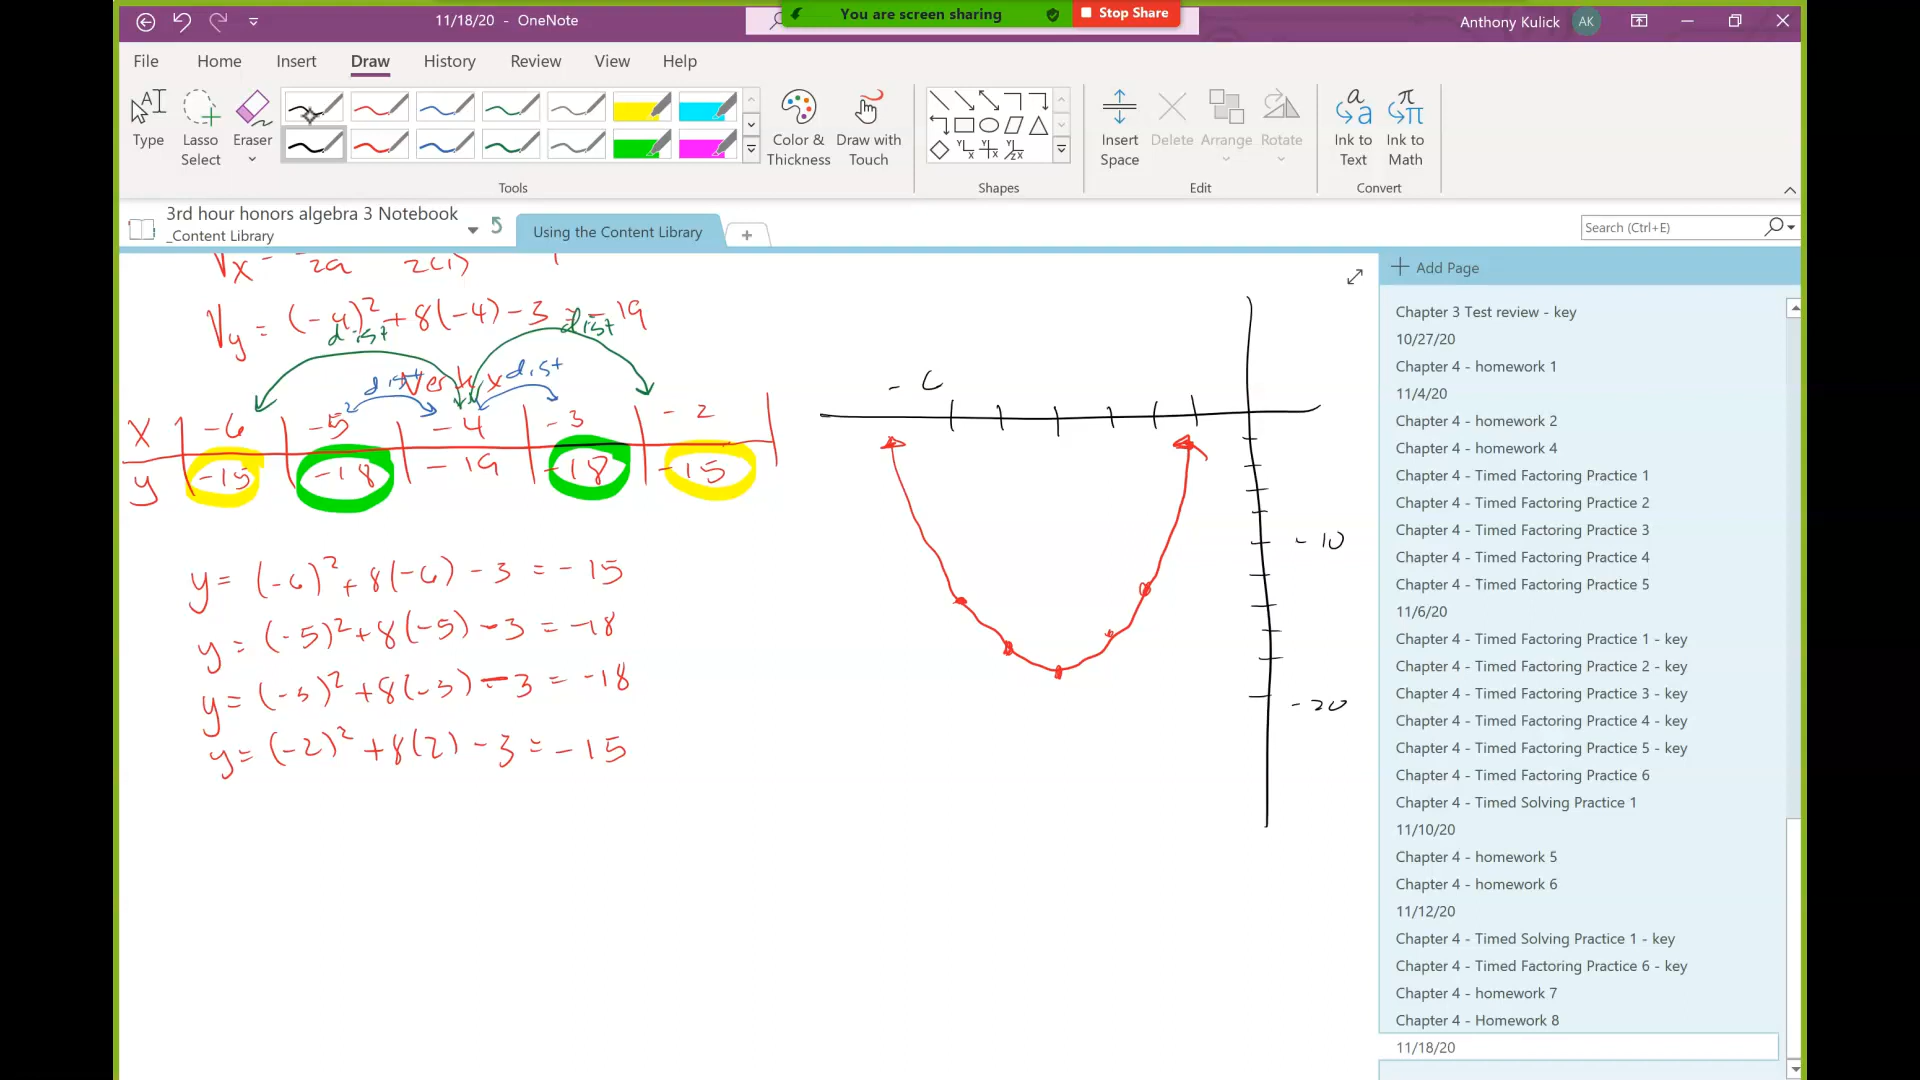 11/18/20 - OneNote
You are screen sharing
Stop Share
Anthony Kulick
AK
File Home Insert Draw History Review View Help
Type
Lasso Select
Eraser
Color & Thickness
Draw with Touch
Insert Space
Delete
Arrange
Rotate
Ink to Text
Ink to Math
Tools
Shapes
Edit
Convert
3rd hour honors algebra 3 Notebook
_Content Library
Using the Content Library
Search (Ctrl+E)
Vx = 2a 2(1) 1
Vy = (-4)² + 8(-4) - 3 = -19
dist dist
dist Vertex dist
X -6 -5 -4 -3 -2
y -15 -18 -19 -18 -15
y = (-6)² + 8(-6) - 3 = -15
y = (-5)² + 8(-5) - 3 = -18
y = (-3)² + 8(-3) - 3 = -18
y = (-2)² + 8(2) - 3 = -15
-6
-10
-20
Add Page
Chapter 3 Test review - key
10/27/20
Chapter 4 - homework 1
11/4/20
Chapter 4 - homework 2
Chapter 4 - homework 4
Chapter 4 - Timed Factoring Practice 1
Chapter 4 - Timed Factoring Practice 2
Chapter 4 - Timed Factoring Practice 3
Chapter 4 - Timed Factoring Practice 4
Chapter 4 - Timed Factoring Practice 5
11/6/20
Chapter 4 - Timed Factoring Practice 1 - key
Chapter 4 - Timed Factoring Practice 2 - key
Chapter 4 - Timed Factoring Practice 3 - key
Chapter 4 - Timed Factoring Practice 4 - key
Chapter 4 - Timed Factoring Practice 5 - key
Chapter 4 - Timed Factoring Practice 6
Chapter 4 - Timed Solving Practice 1
11/10/20
Chapter 4 - homework 5
Chapter 4 - homework 6
11/12/20
Chapter 4 - Timed Solving Practice 1 - key
Chapter 4 - Timed Factoring Practice 6 - key
Chapter 4 - homework 7
Chapter 4 - Homework 8
11/18/20